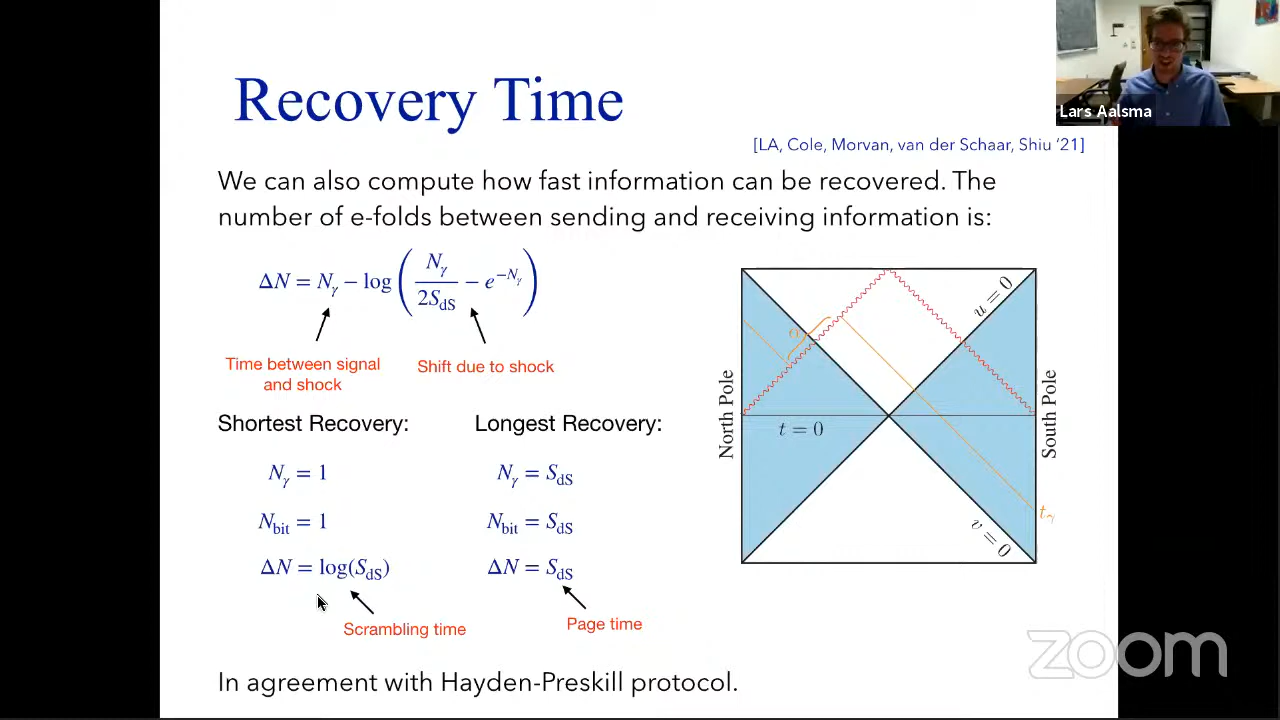 Recovery Time
Lars Aalsma
[LA, Cole, Morvan, van der Schaar, Shiu ‘21]
We can also compute how fast information can be recovered. The
number of e-folds between sending and receiving information is:
ΔN = N_γ − log( N_γ / 2S_dS − e^{−N_γ} )
Time between signal
and shock
Shift due to shock
Shortest Recovery:
Longest Recovery:
N_γ = 1
N_γ = S_dS
N_bit = 1
N_bit = S_dS
ΔN = log(S_dS)
ΔN = S_dS
Scrambling time
Page time
In agreement with Hayden-Preskill protocol.
α
u = 0
North Pole
South Pole
t = 0
t_γ
v = 0
zoom